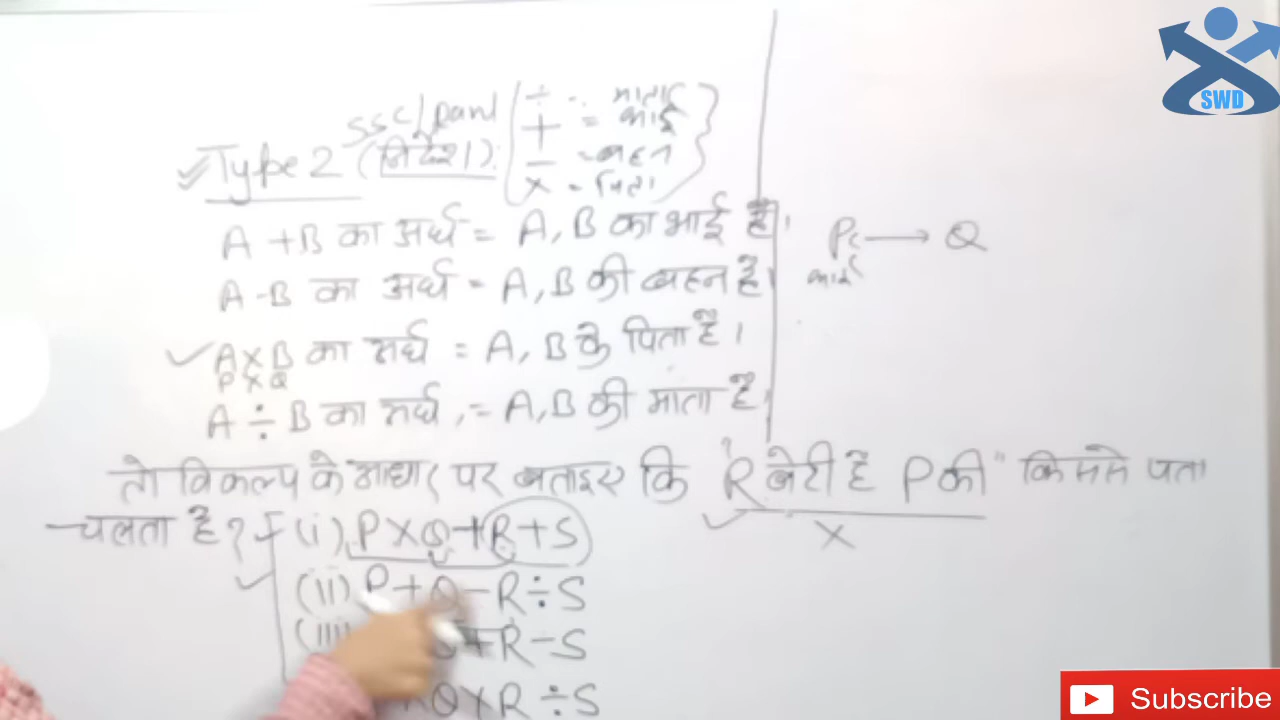 SSC/
÷ = माता
+ = भाई
- = बहन
x = पिता
Type 2 (निर्देश):
A + B का अर्थ = A, B का भाई है।
A - B का अर्थ = A, B की बहन है।
A x B का अर्थ = A, B के पिता है।
P x Q
A ÷ B का अर्थ, = A, B की माता है।
P → Q
भाई
तो विकल्प के आधार पर बताइए कि "R बेटी है P की" किससे पता
चलता है?
(i) P x Q + R + S
(ii) P + Q - R ÷ S
(iii) + R - S
Q x R ÷ S
SWD
Subscribe